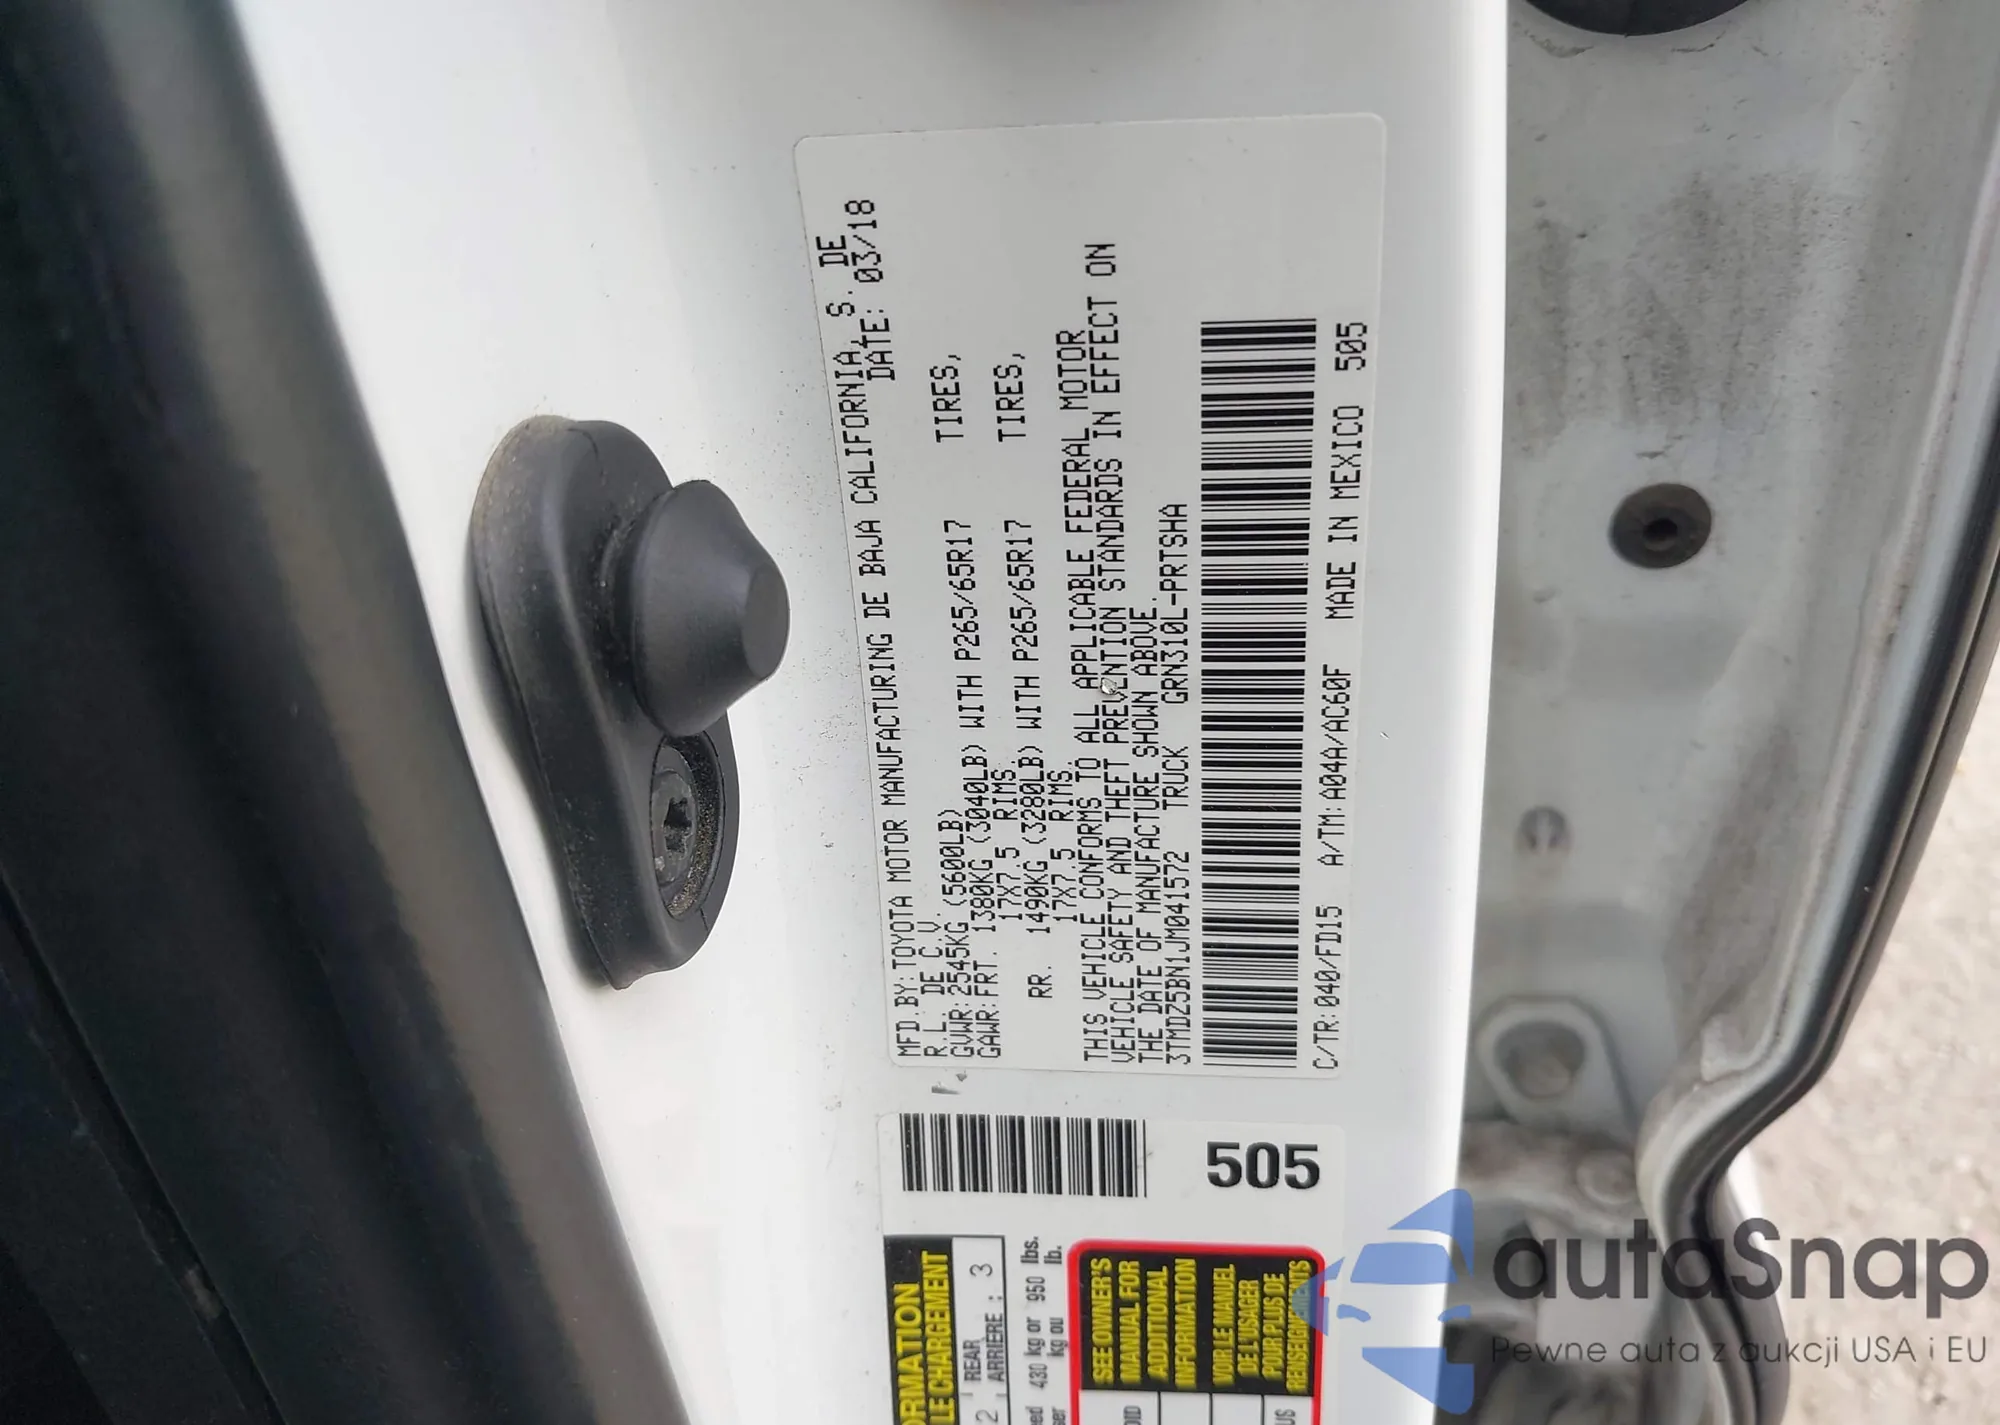 MFD.BY:TOYOTA MOTOR MANUFACTURING DE BAJA CALIFORNIA, S. DE
R.L. DE C.V. DATE: 03/18
GVWR:2545KG (5600LB)
GAWR:FRT. 1380KG (3040LB) WITH P265/65R17 TIRES,
17X7.5 RIMS.
RR. 1490KG (3280LB) WITH P265/65R17 TIRES,
17X7.5 RIMS.
THIS VEHICLE CONFORMS TO ALL APPLICABLE FEDERAL MOTOR
VEHICLE SAFETY AND THEFT PREVENTION STANDARDS IN EFFECT ON
THE DATE OF MANUFACTURE SHOWN ABOVE.
3TMDZ5BN1JM041572 TRUCK GRN310L-PRTSHA
C/TR:040/FD15 A/TM:A04A/AC60F MADE IN MEXICO 505
505
REAR
ARRIÈRE : 3
2
430 kg or 950 lbs.
kg ou lb.
SEE OWNER'S
MANUAL FOR
ADDITIONAL
INFORMATION
VOIR LE MANUEL
DE L'USAGER
POUR PLUS DE
RENSEIGNEMENTS
autaSnap
Pewne auta z aukcji USA i EU